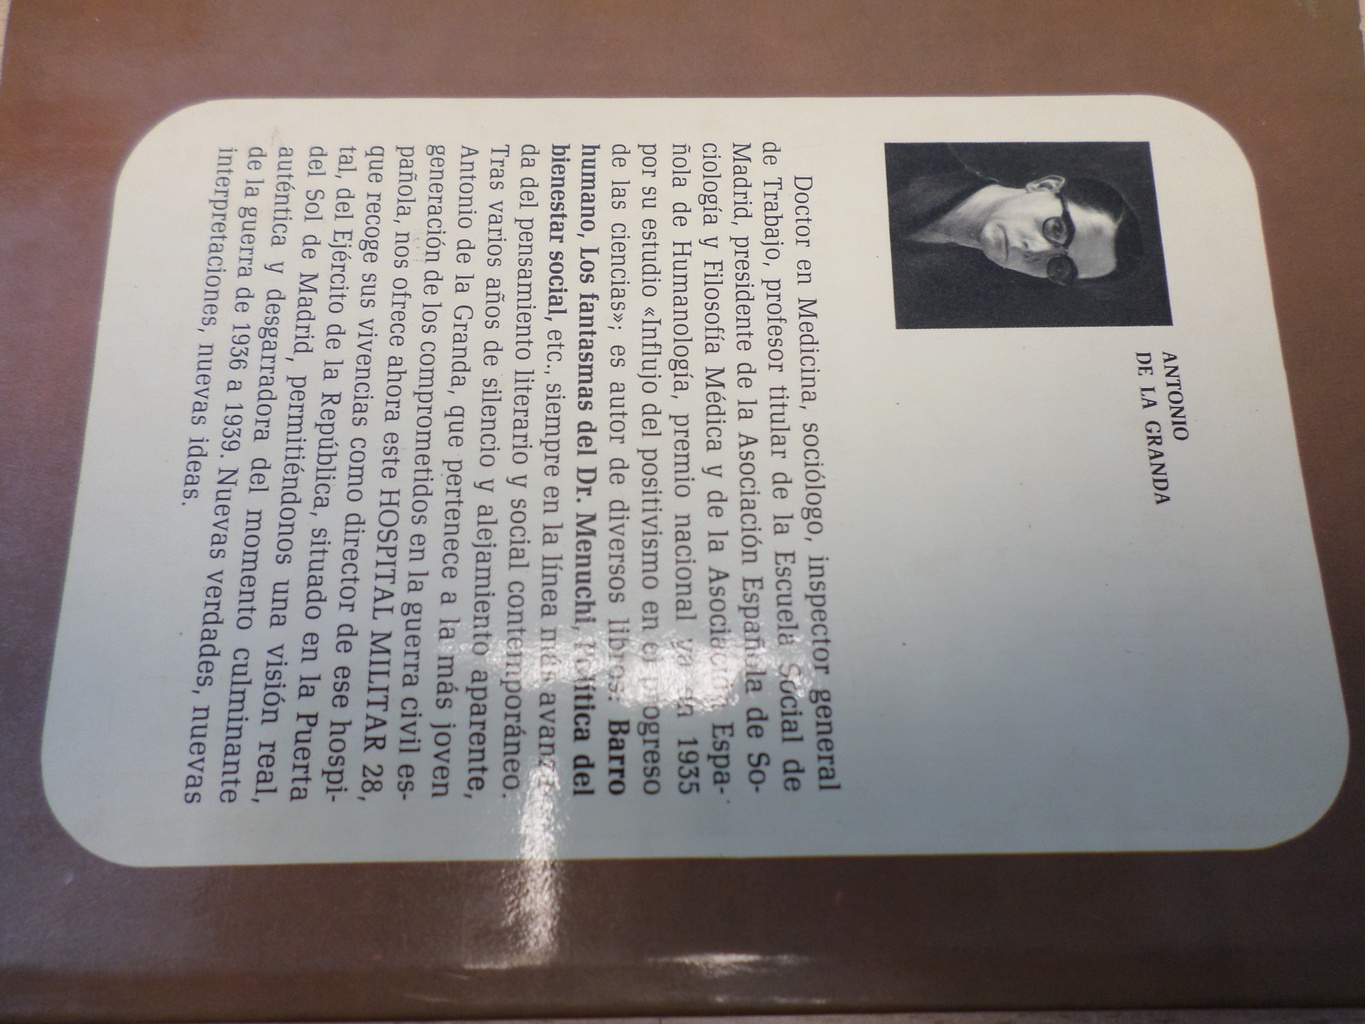 ANTONIO
DE LA GRANDA
Doctor en Medicina, sociólogo, inspector general
de Trabajo, profesor titular de la Escuela Social de
Madrid, presidente de la Asociación Española de So-
ciología y Filosofía Médica y de la Asociación Espa-
ñola de Humanología, premio nacional ya en 1935
por su estudio «Influjo del positivismo en el progreso
de las ciencias»; es autor de diversos libros: Barro
humano, Los fantasmas del Dr. Menuchi, Política del
bienestar social, etc., siempre en la línea más avanza-
da del pensamiento literario y social contemporáneo.
Tras varios años de silencio y alejamiento aparente,
Antonio de la Granda, que pertenece a la más joven
generación de los comprometidos en la guerra civil es-
pañola, nos ofrece ahora este HOSPITAL MILITAR 28,
que recoge sus vivencias como director de ese hospi-
tal, del Ejército de la República, situado en la Puerta
del Sol de Madrid, permitiéndonos una visión real,
auténtica y desgarradora del momento culminante
de la guerra de 1936 a 1939. Nuevas verdades, nuevas
interpretaciones, nuevas ideas.